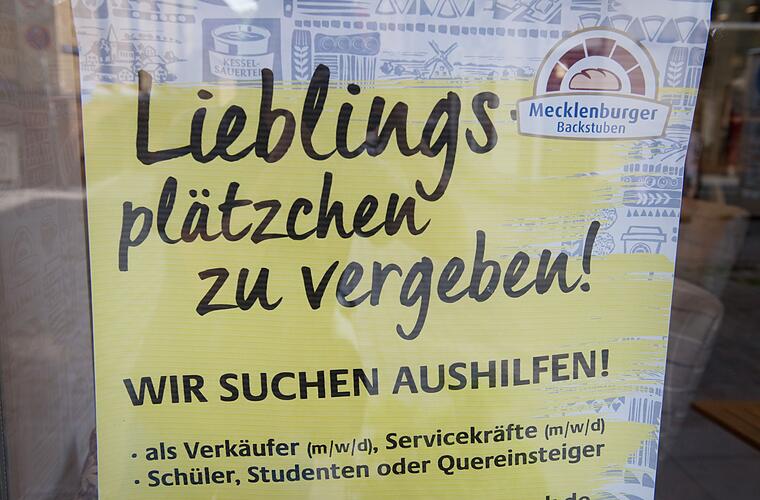 KESSEL-
SAUERTEIG
Mecklenburger
Backstuben
Lieblings-
plätzchen
zu vergeben!
WIR SUCHEN AUSHILFEN!
· als Verkäufer (m/w/d), Servicekräfte (m/w/d)
· Schüler, Studenten oder Quereinsteiger